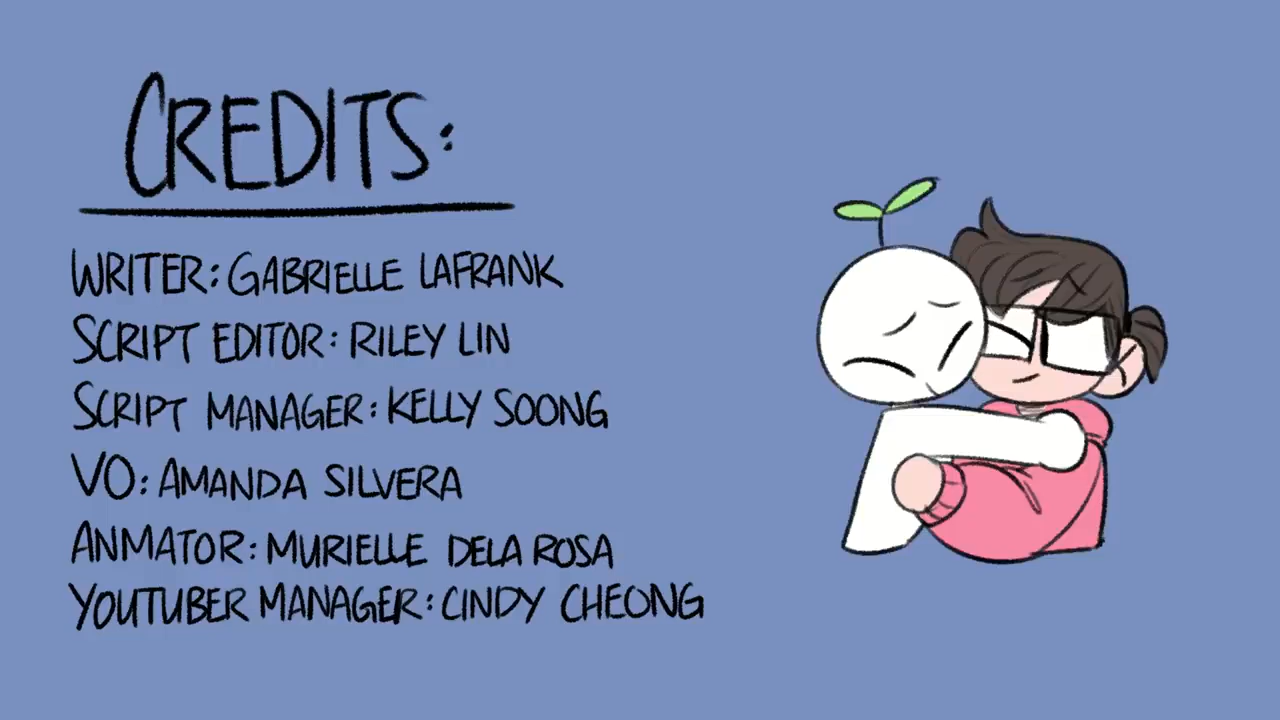 CREDITS:
WRITER: GABRIELLE LAFRANK
SCRIPT EDITOR: RILEY LIN
SCRIPT MANAGER: KELLY SOONG
VO: AMANDA SILVERA
ANMATOR: MURIELLE DELA ROSA
YOUTUBER MANAGER: CINDY CHEONG